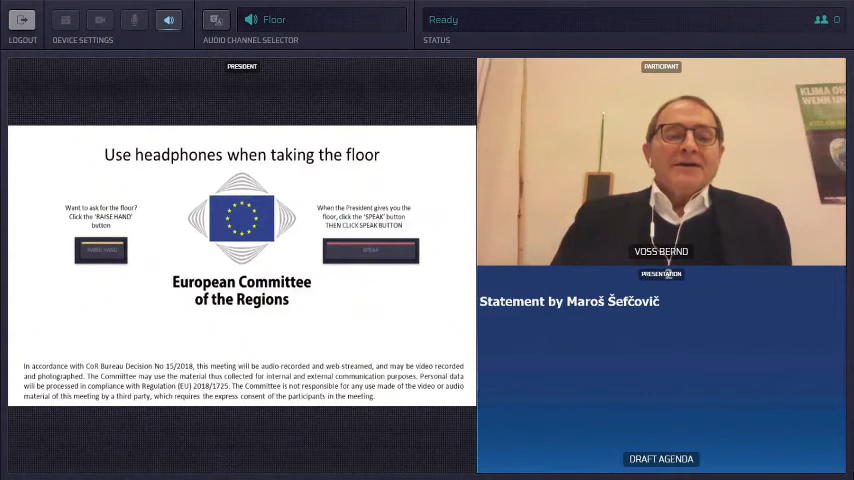 LOGOUT
DEVICE SETTINGS
Floor
AUDIO CHANNEL SELECTOR
Ready
0
STATUS
PRESIDENT
Use headphones when taking the floor
Want to ask for the floor?
Click the 'RAISE HAND'
button
RAISE HAND
When the President gives you the
floor, click the 'SPEAK' button
THEN CLICK SPEAK BUTTON
SPEAK
European Committee
of the Regions
In accordance with CoR Bureau Decision No 15/2018, this meeting will be audio-recorded and web-streamed, and may be video recorded
and photographed. The Committee may use the material thus collected for internal and external communication purposes. Personal data
will be processed in compliance with Regulation (EU) 2018/1725. The Committee is not responsible for any use made of the video or audio
material of this meeting by a third party, which requires the express consent of the participants in the meeting.
PARTICIPANT
KLIMA
WENN
VOSS BERND
PRESENTATION
Statement by Maroš Šefčovič
DRAFT AGENDA